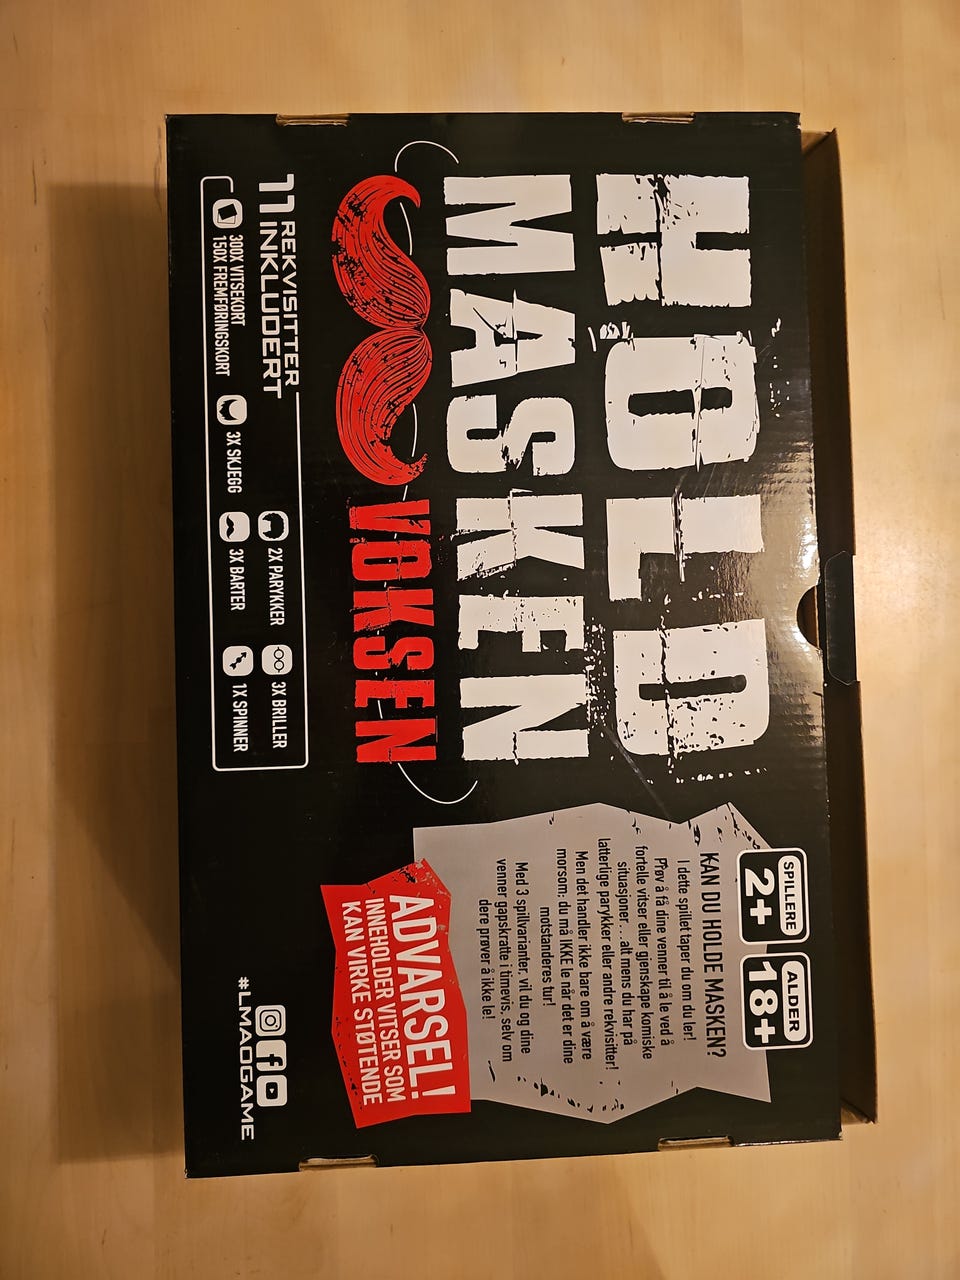 HOLD
MASKEN
VOKSEN
11 REKVISITTER
INKLUDERT
300X VITSEKORT
150X FREMFØRINGSKORT
3X SKJEGG
2X PARYKKER
3X BARTER
3X BRILLER
1X SPINNER
SPILLERE
2+
ALDER
18+
KAN DU HOLDE MASKEN?
I dette spillet taper du om du ler!
Prøv å få dine venner til å le ved å
fortelle vitser eller gjenskape komiske
situasjoner... alt mens du har på
latterlige parykker eller andre rekvisitter!
Men det handler ikke bare om å være
morsom: du må IKKE le når det er dine
motstanderes tur!
Med 3 spillvarianter, vil du og dine
venner gapskratte i timevis, selv om
dere prøver å ikke le!
ADVARSEL!
INNEHOLDER VITSER SOM
KAN VIRKE STØTENDE
#LMAOGAME